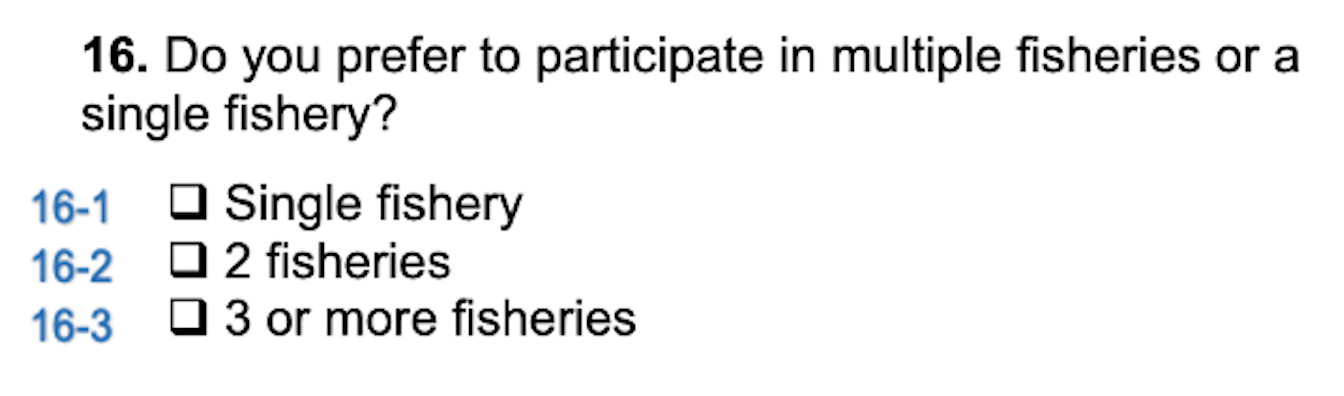 16. Do you prefer to participate in multiple fisheries or a
single fishery?
16-1 ❑ Single fishery
16-2 ❑ 2 fisheries
16-3 ❑ 3 or more fisheries